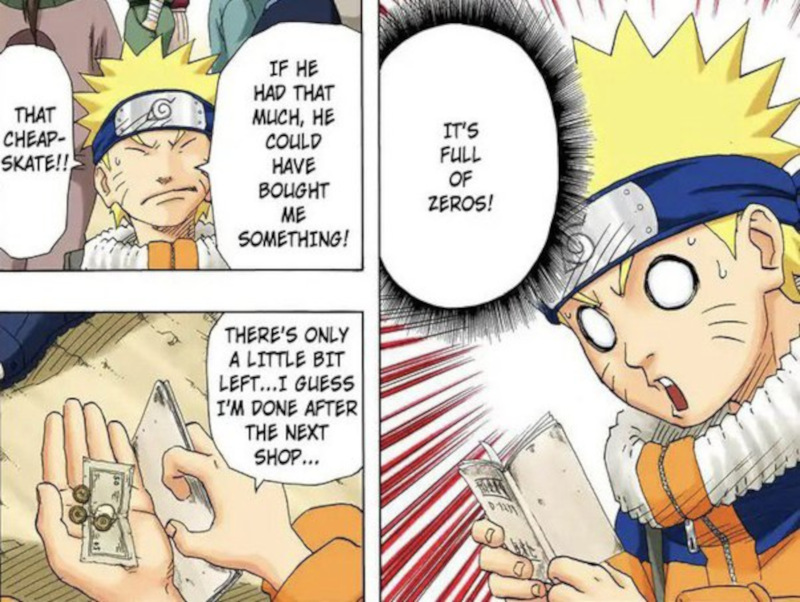 IT'S
FULL
OF
ZEROS!
IF HE
HAD THAT
MUCH, HE
COULD
HAVE
BOUGHT
ME
SOMETHING!
THAT
CHEAP-
SKATE!!
THERE'S ONLY
A LITTLE BIT
LEFT...I GUESS
I'M DONE AFTER
THE NEXT
SHOP...